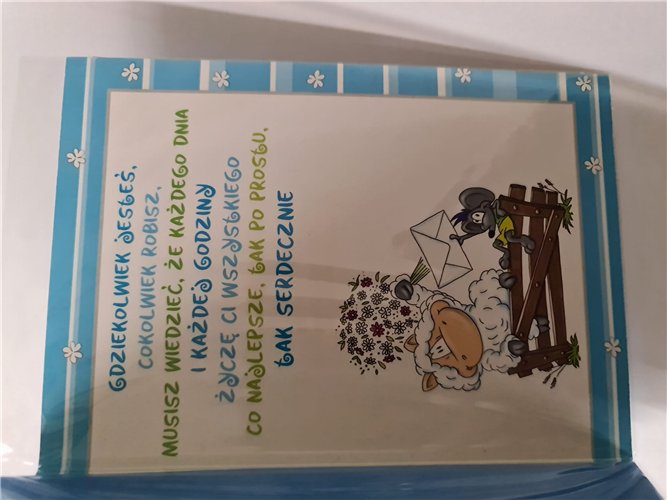 GDZIEKOLWIEK JESTEŚ,
COKOLWIEK ROBISZ,
MUSISZ WIEDZIEĆ, ŻE KAŻDEGO DNIA
I KAŻDEJ GODZINY
ŻYCZĘ CI WSZYSTKIEGO
CO NAJLEPSZE, TAK PO PROSTU,
TAK SERDECZNIE